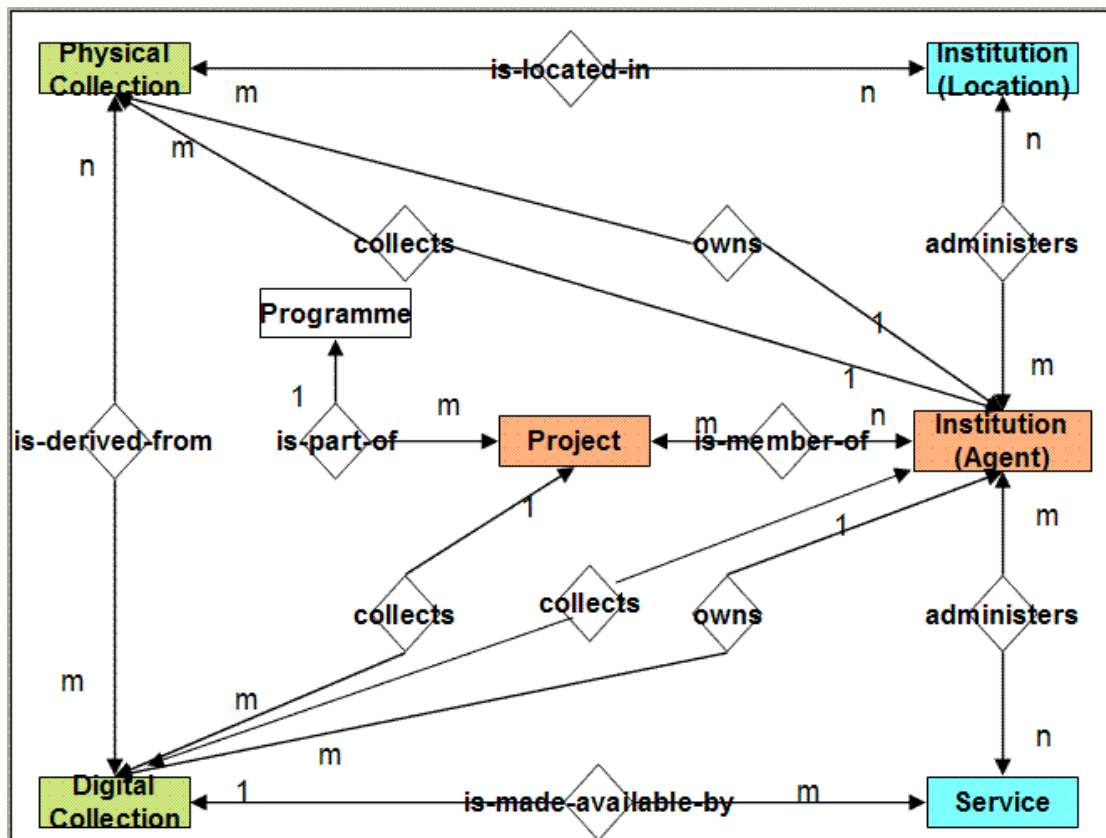 Physical
Collection
is-located-in
Institution
(Location)
m
n
n
m
n
collects
owns
administers
Programme
1
1
m
1
m
is-derived-from
is-part-of
Project
m
is-member-of
n
Institution
(Agent)
1
1
m
collects
collects
owns
administers
m
m
m
n
Digital
Collection
1
is-made-available-by
m
Service